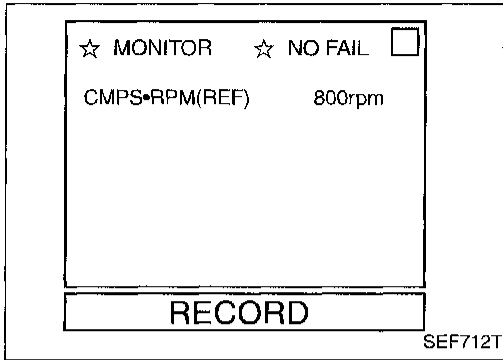 ☆ MONITOR ☆ NO FAIL
CMPS•RPM(REF) 800rpm
RECORD
SEF712T